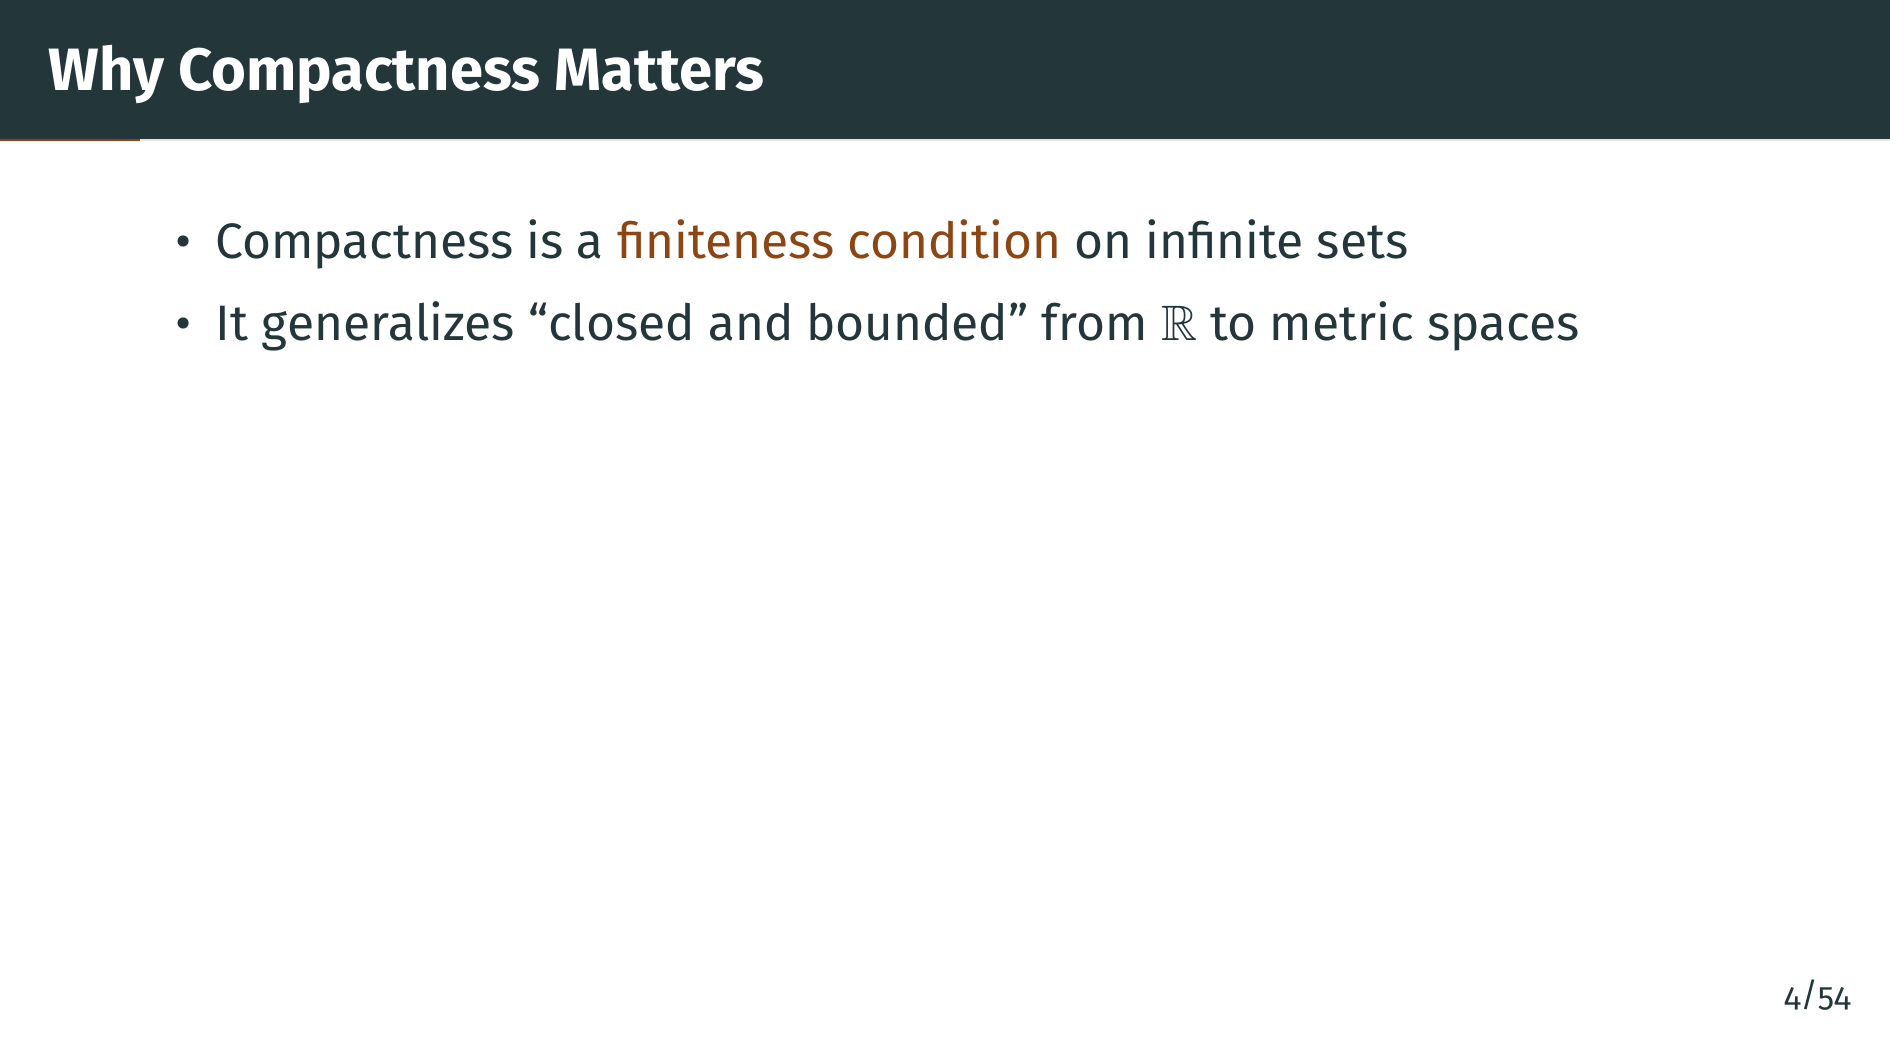 Why Compactness Matters
• Compactness is a finiteness condition on infinite sets
• It generalizes “closed and bounded” from ℝ to metric spaces
4/54